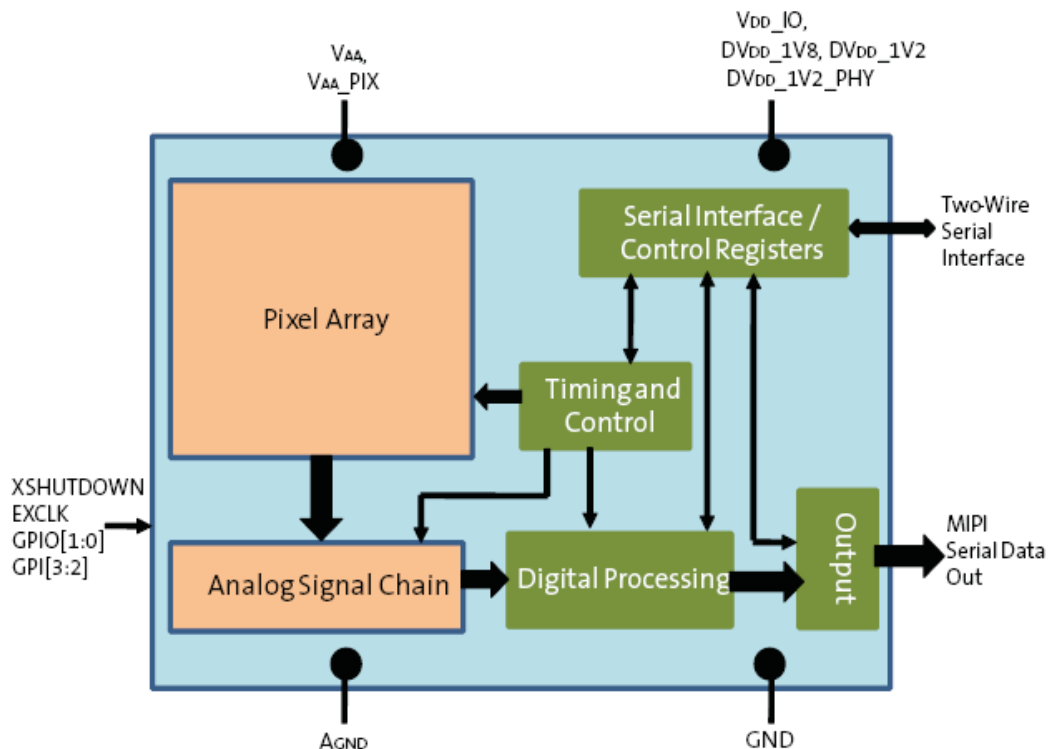 VAA,
VAA_PIX
VDD_IO,
DVDD_1V8, DVDD_1V2
DVDD_1V2_PHY
Pixel Array
Serial Interface /
Control Registers
Two-Wire
Serial
Interface
Timing and
Control
XSHUTDOWN
EXCLK
GPIO[1:0]
GPI[3:2]
Analog Signal Chain
Digital Processing
Output
MIPI
Serial Data
Out
AGND
GND